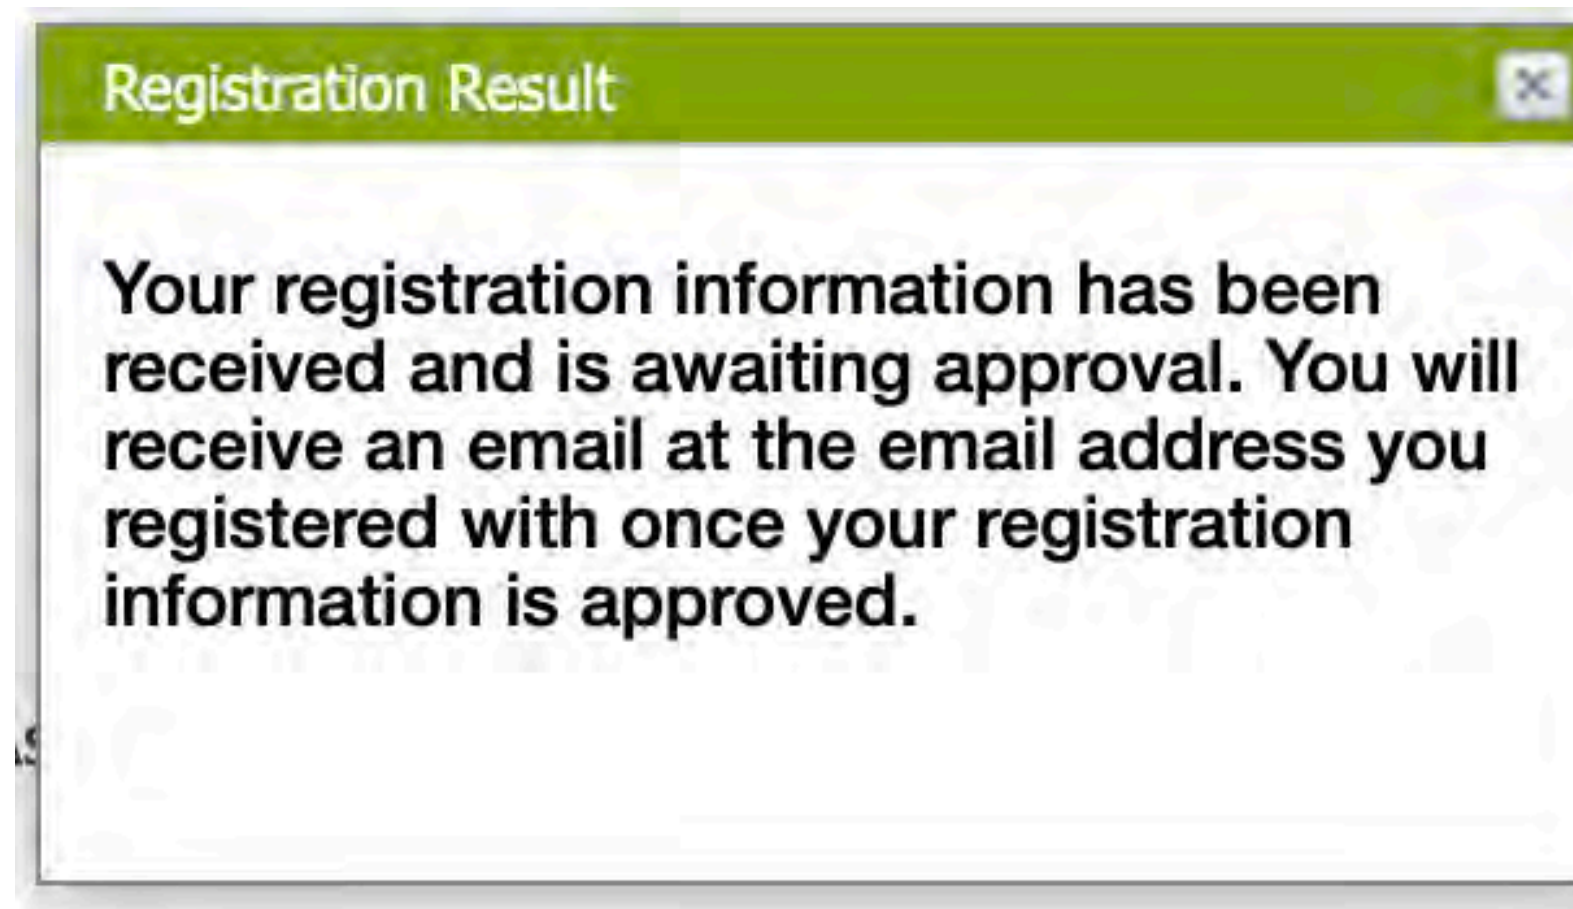 Registration Result
Your registration information has been
received and is awaiting approval. You will
receive an email at the email address you
registered with once your registration
information is approved.